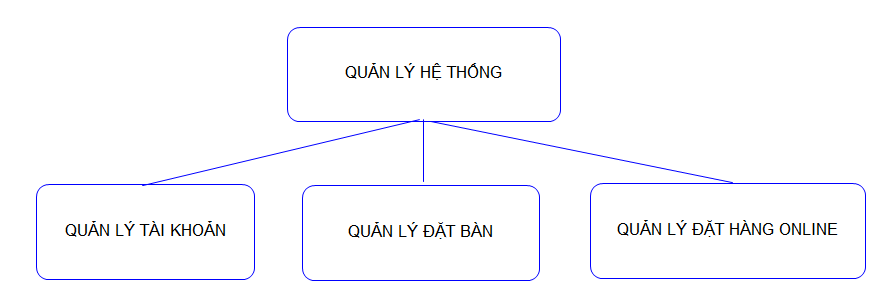 QUẢN LÝ HỆ THỐNG
QUẢN LÝ TÀI KHOẢN
QUẢN LÝ ĐẶT BÀN
QUẢN LÝ ĐẶT HÀNG ONLINE